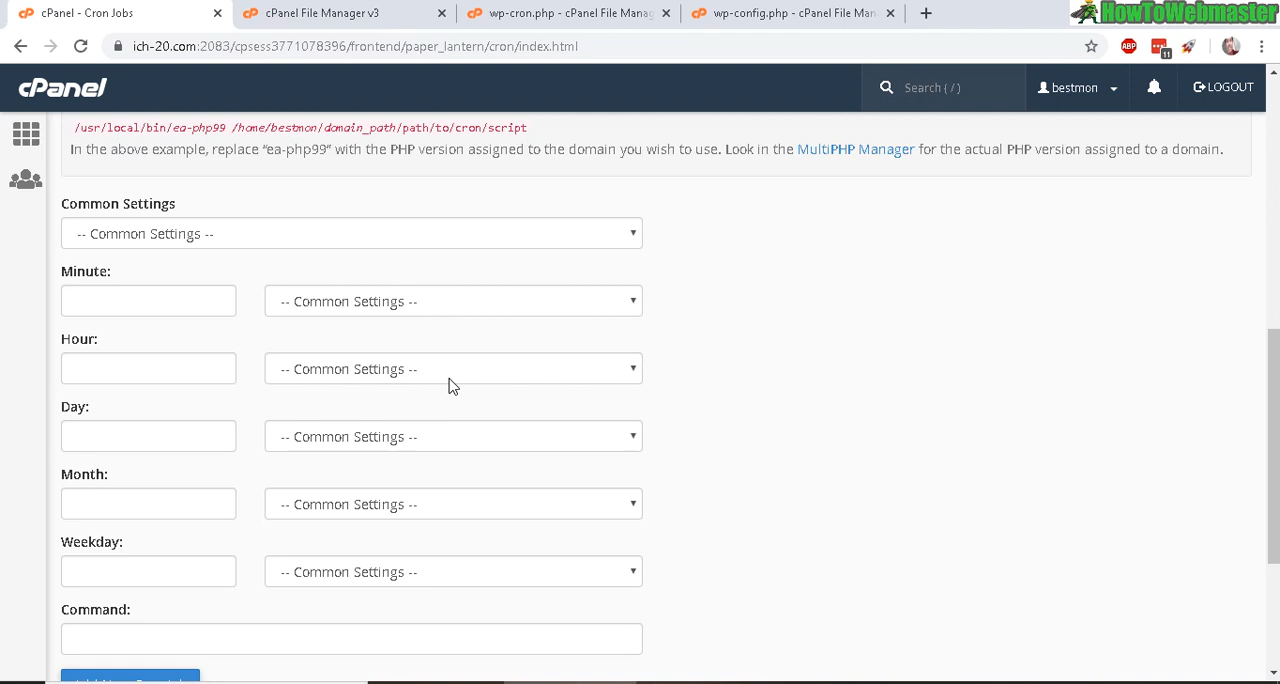 cPanel - Cron Jobs
cPanel File Manager v3
wp-cron.php - cPanel File Manag
wp-config.php - cPanel File Man
HowToWebmaster
ich-20.com:2083/cpsess3771078396/frontend/paper_lantern/cron/index.html
ABP
11
cPanel
Search ( / )
bestmon
LOGOUT
/usr/local/bin/ea-php99 /home/bestmon/domain_path/path/to/cron/script
In the above example, replace “ea-php99” with the PHP version assigned to the domain you wish to use. Look in the MultiPHP Manager for the actual PHP version assigned to a domain.
Common Settings
-- Common Settings --
Minute:
-- Common Settings --
Hour:
-- Common Settings --
Day:
-- Common Settings --
Month:
-- Common Settings --
Weekday:
-- Common Settings --
Command: